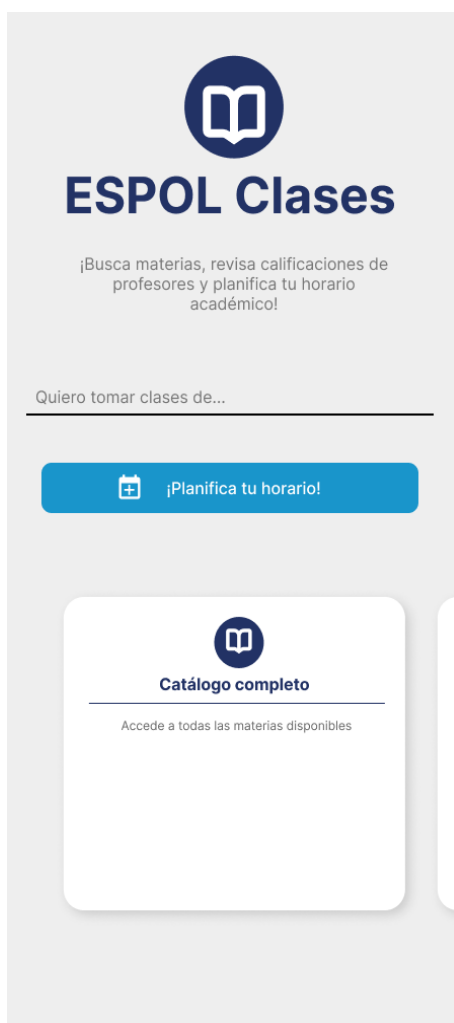 ESPOL Clases
¡Busca materias, revisa calificaciones de
profesores y planifica tu horario
académico!
Quiero tomar clases de...
¡Planifica tu horario!
Catálogo completo
Accede a todas las materias disponibles